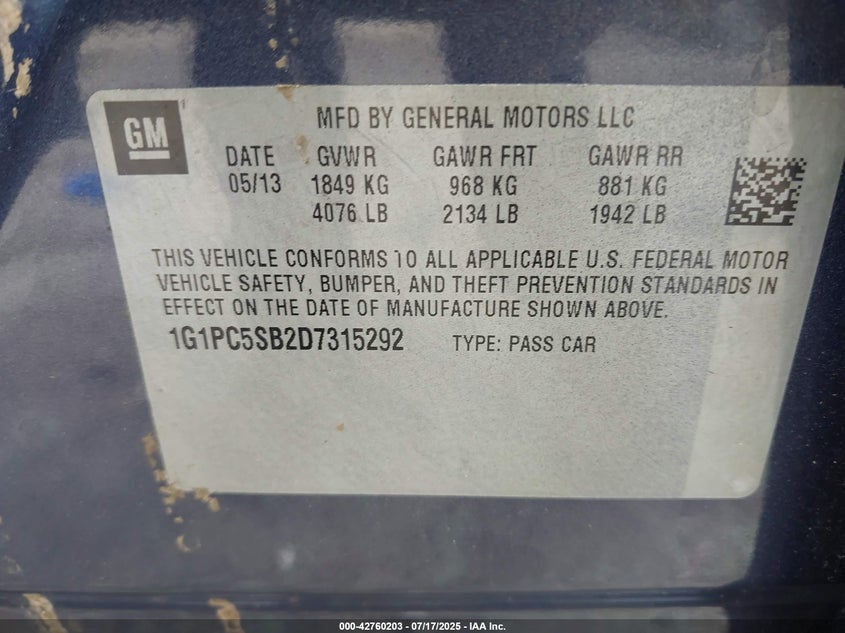 GM
MFD BY GENERAL MOTORS LLC
DATE GVWR GAWR FRT GAWR RR
05/13 1849 KG 968 KG 881 KG
4076 LB 2134 LB 1942 LB
THIS VEHICLE CONFORMS TO ALL APPLICABLE U.S. FEDERAL MOTOR
VEHICLE SAFETY, BUMPER, AND THEFT PREVENTION STANDARDS IN
EFFECT ON THE DATE OF MANUFACTURE SHOWN ABOVE.
1G1PC5SB2D7315292 TYPE: PASS CAR
000-42760203 - 07/17/2025 - IAA Inc.